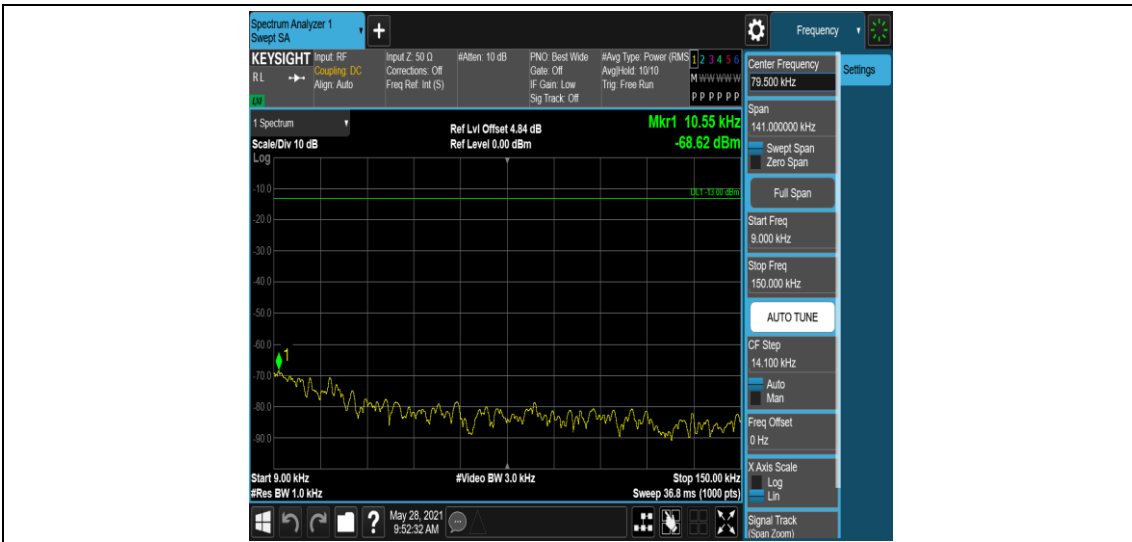 Spectrum Analyzer 1
Swept SA
+
Frequency
KEYSIGHT
RL
LXI
Input: RF
Coupling: DC
Align: Auto
Input Z: 50 Ω
Corrections: Off
Freq Ref: Int (S)
#Atten: 10 dB
PNO: Best Wide
Gate: Off
IF Gain: Low
Sig Track: Off
#Avg Type: Power (RMS
Avg|Hold: 10/10
Trig: Free Run
1 2 3 4 5 6
M W W W W W
P P P P P P
Center Frequency
79.500 kHz
Settings
Span
141.000000 kHz
Swept Span
Zero Span
Full Span
Start Freq
9.000 kHz
Stop Freq
150.000 kHz
AUTO TUNE
CF Step
14.100 kHz
Auto
Man
Freq Offset
0 Hz
X Axis Scale
Log
Lin
Signal Track
(Span Zoom)
1 Spectrum
Scale/Div 10 dB
Log
Ref Lvl Offset 4.84 dB
Ref Level 0.00 dBm
Mkr1 10.55 kHz
-68.62 dBm
DL1 -13.00 dBm
-10.0
-20.0
-30.0
-40.0
-50.0
-60.0
-70.0
-80.0
-90.0
1
Start 9.00 kHz
#Res BW 1.0 kHz
#Video BW 3.0 kHz
Stop 150.00 kHz
Sweep 36.8 ms (1000 pts)
?
May 28, 2021
9:52:32 AM